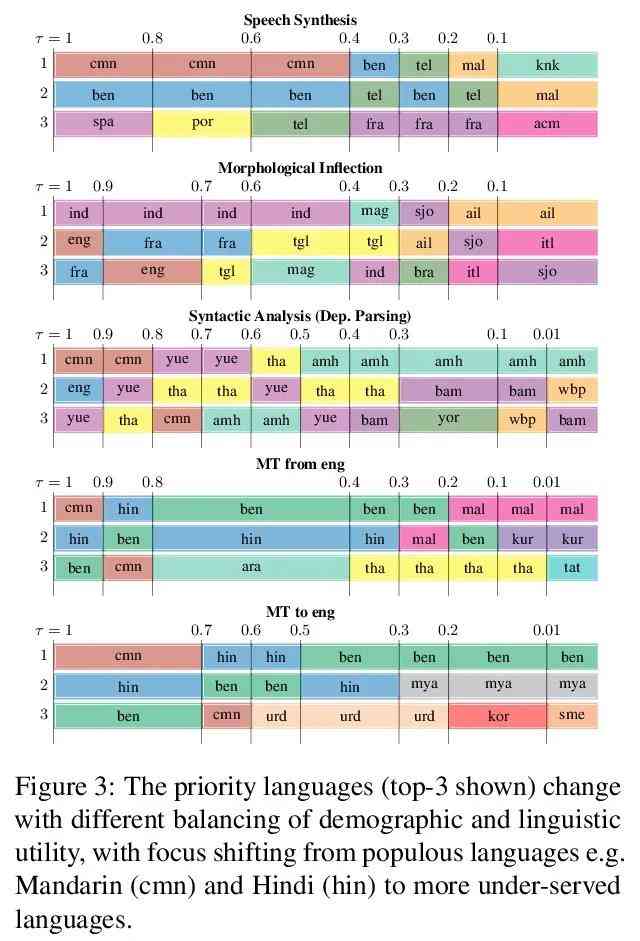 Speech Synthesis
τ = 1 0.8 0.6 0.4 0.3 0.2 0.1
1 cmn cmn cmn ben tel mal knk
2 ben ben ben tel ben tel mal
3 spa por tel fra fra fra acm
Morphological Inflection
τ = 1 0.9 0.7 0.6 0.4 0.3 0.2 0.1
1 ind ind ind ind mag sjo ail ail
2 eng fra fra tgl tgl ail sjo itl
3 fra eng tgl mag ind bra itl sjo
Syntactic Analysis (Dep. Parsing)
τ = 1 0.9 0.8 0.7 0.6 0.5 0.4 0.3 0.1 0.01
1 cmn cmn yue yue tha amh amh amh amh amh
2 eng yue tha tha yue tha tha bam bam wbp
3 yue tha cmn amh amh yue bam yor wbp bam
MT from eng
τ = 1 0.9 0.8 0.4 0.3 0.2 0.1 0.01
1 cmn hin ben ben ben mal mal mal
2 hin ben hin hin mal ben kur kur
3 ben cmn ara tha tha tha tha tat
MT to eng
τ = 1 0.7 0.6 0.5 0.3 0.2 0.01
1 cmn hin hin ben ben ben ben
2 hin ben ben hin mya mya mya
3 ben cmn urd urd urd kor sme
Figure 3: The priority languages (top-3 shown) change
with different balancing of demographic and linguistic
utility, with focus shifting from populous languages e.g.
Mandarin (cmn) and Hindi (hin) to more under-served
languages.